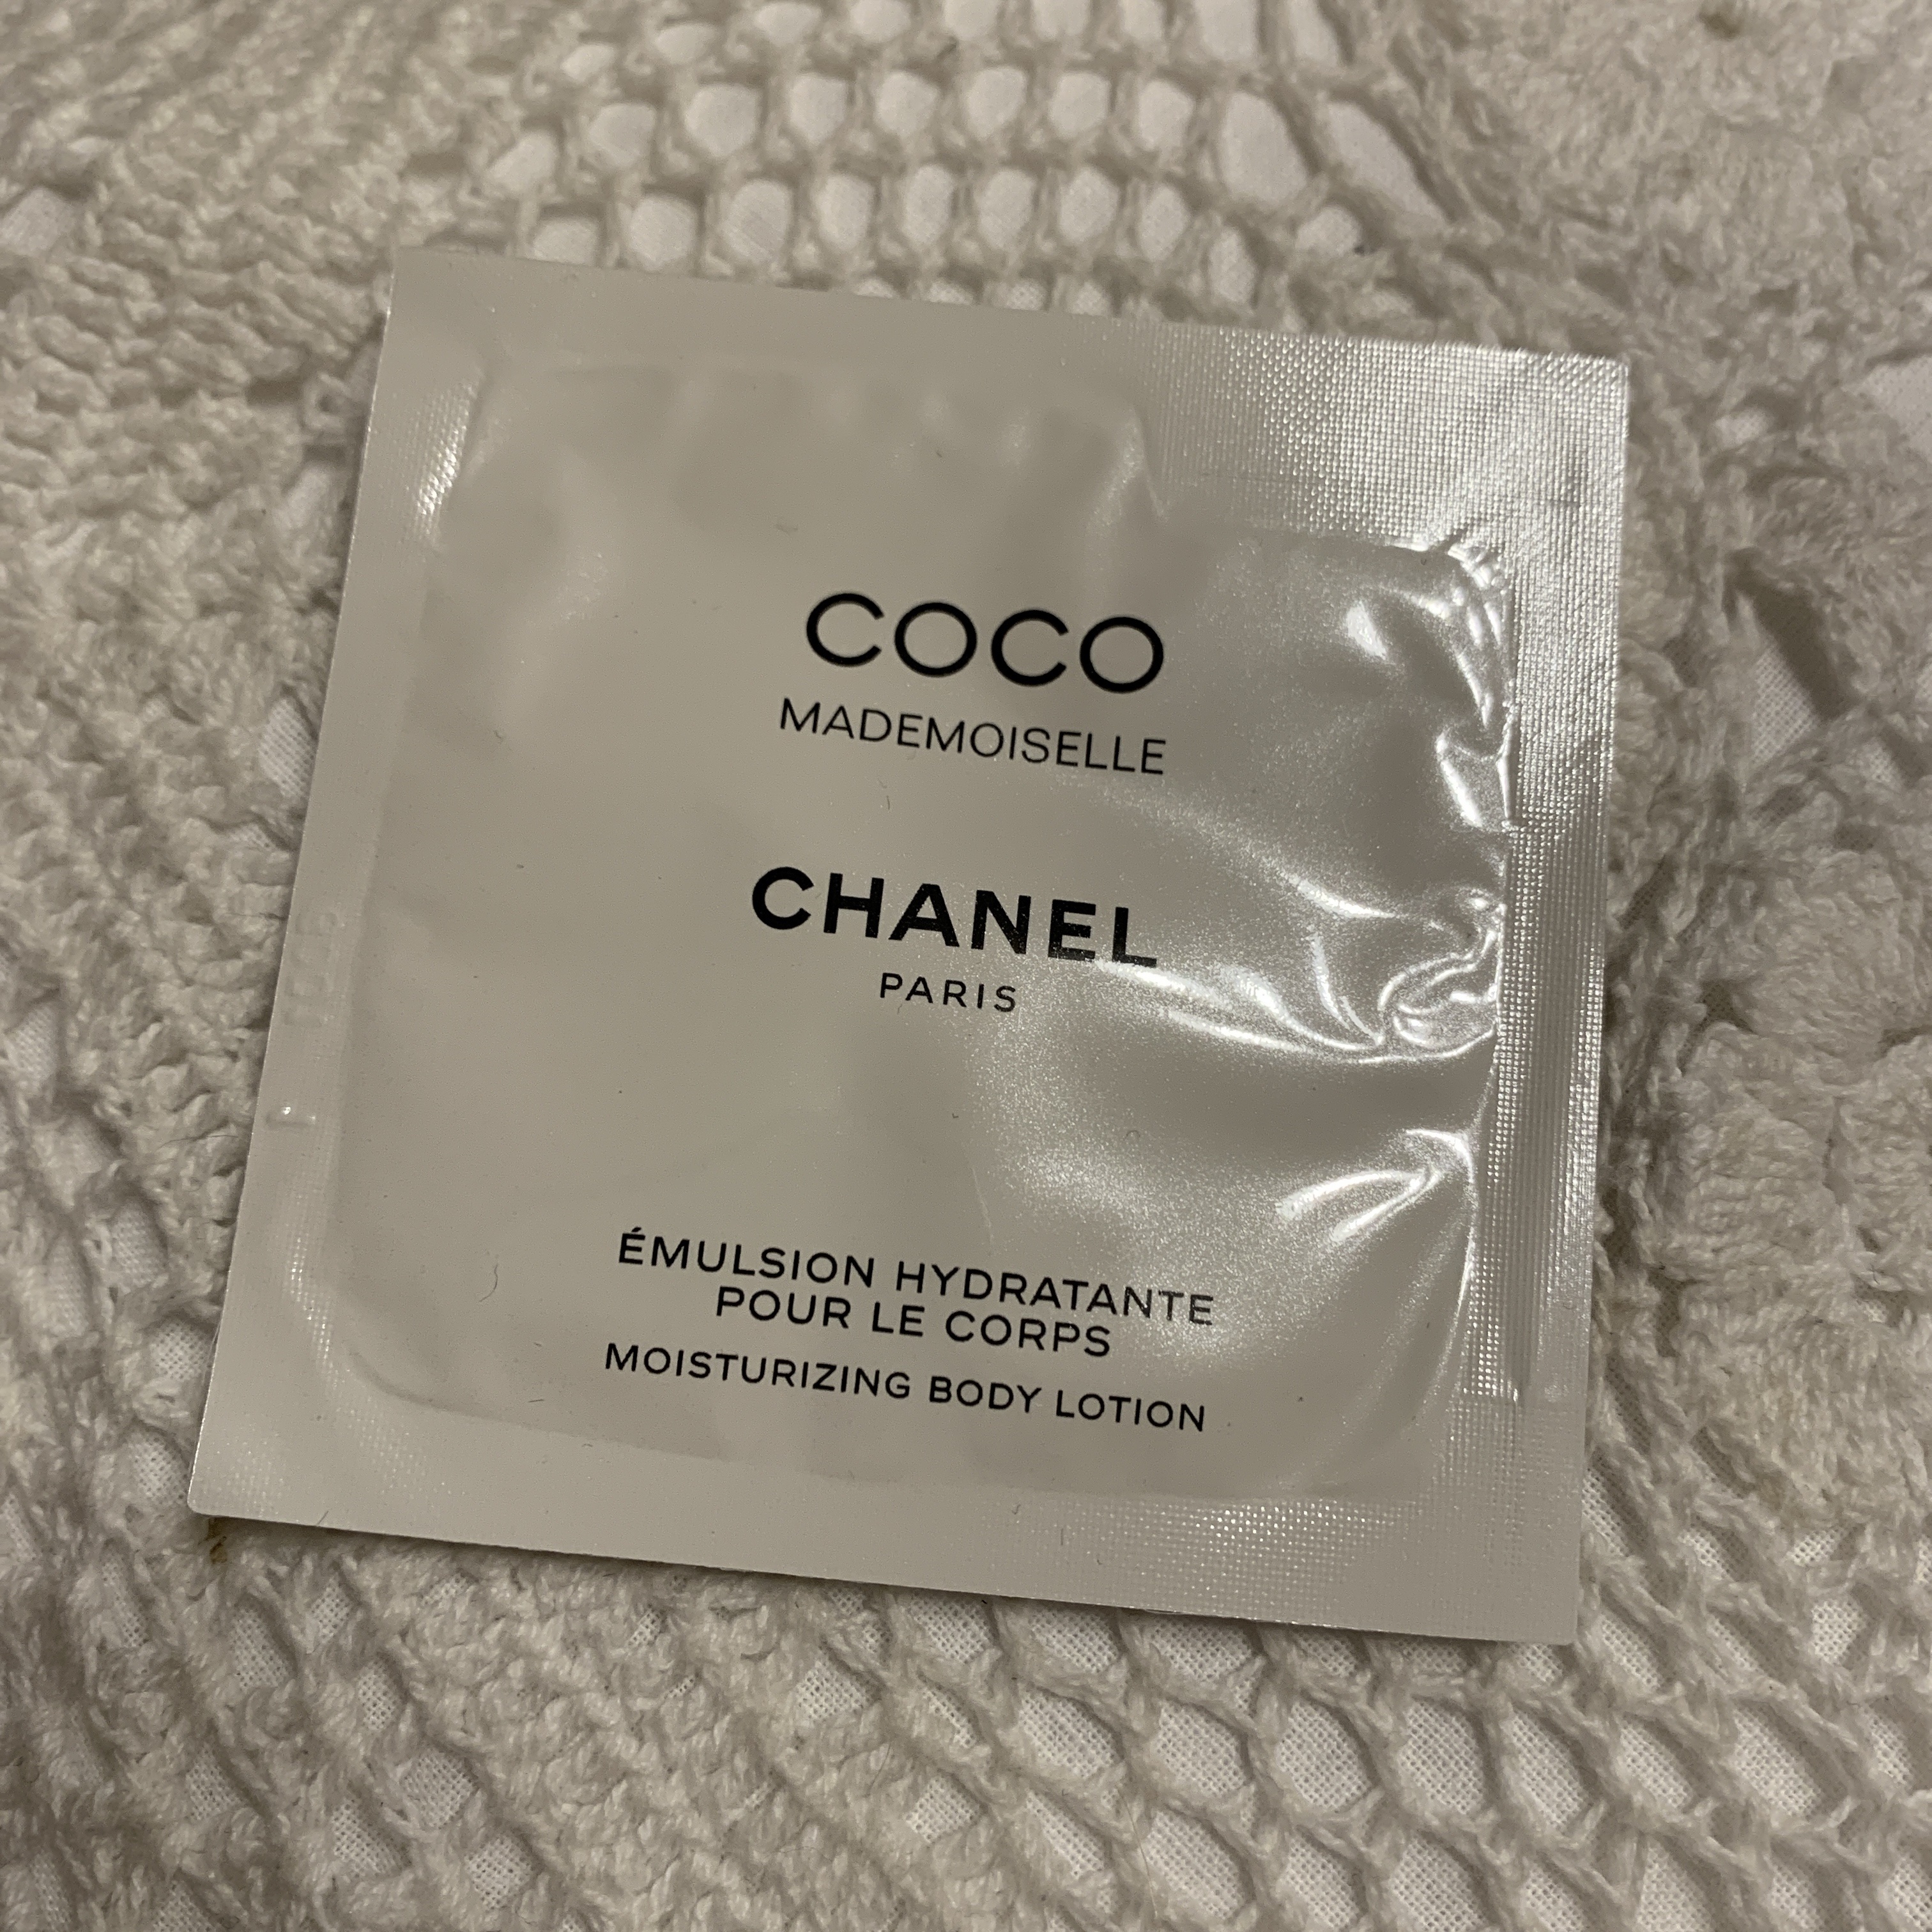 COCO
MADEMOISELLE
CHANEL
PARIS
ÉMULSION HYDRATANTE
POUR LE CORPS
MOISTURIZING BODY LOTION